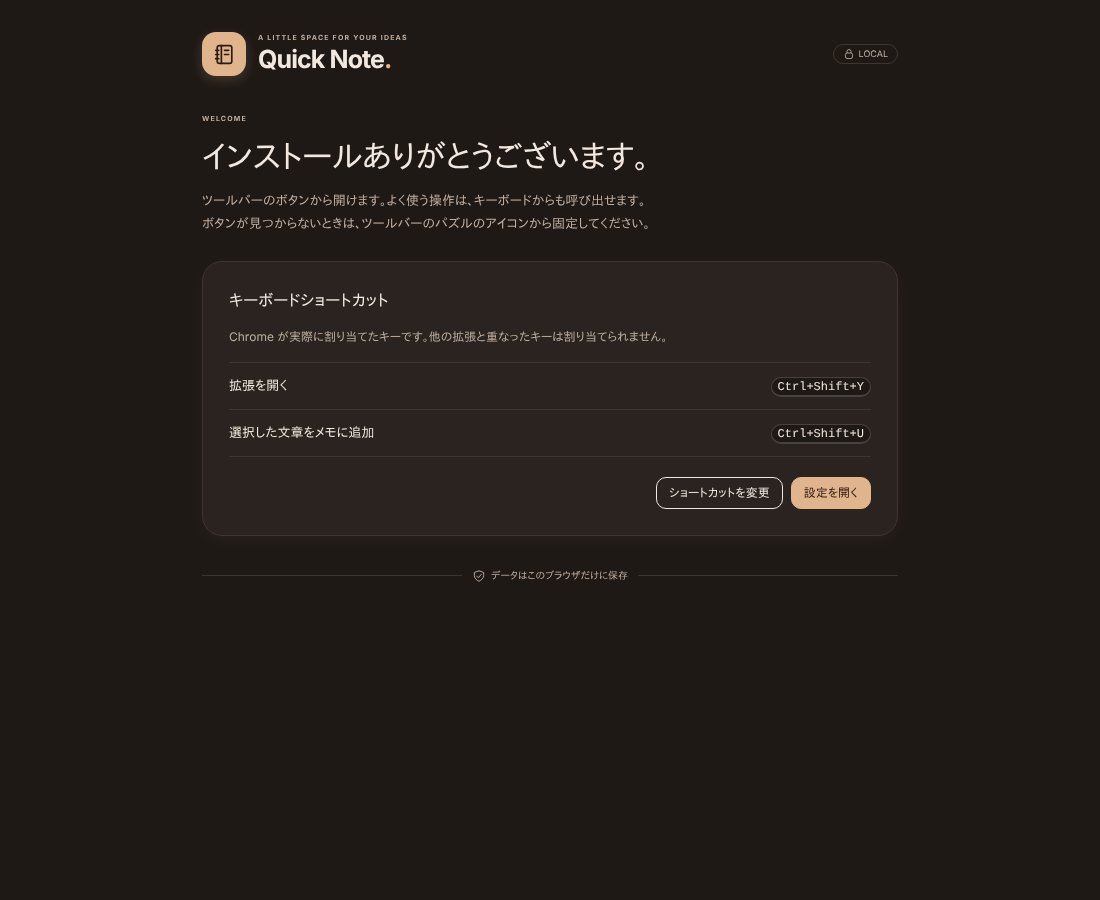 A LITTLE SPACE FOR YOUR IDEAS
Quick Note.
LOCAL
WELCOME
インストールありがとうございます。
ツールバーのボタンから開けます。よく使う操作は、キーボードからも呼び出せます。
ボタンが見つからないときは、ツールバーのパズルのアイコンから固定してください。
キーボードショートカット
Chrome が実際に割り当てたキーです。他の拡張と重なったキーは割り当てられません。
拡張を開く
Ctrl+Shift+Y
選択した文章をメモに追加
Ctrl+Shift+U
ショートカットを変更
設定を開く
データはこのブラウザだけに保存